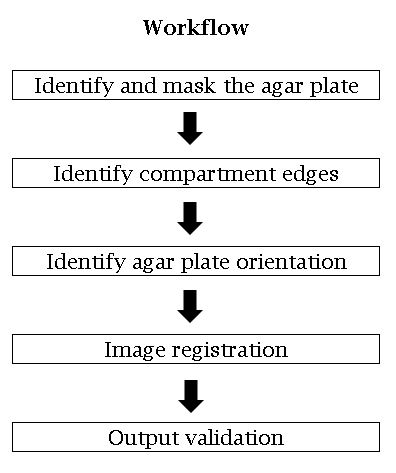 Workflow
Identify and mask the agar plate
Identify compartment edges
Identify agar plate orientation
Image registration
Output validation